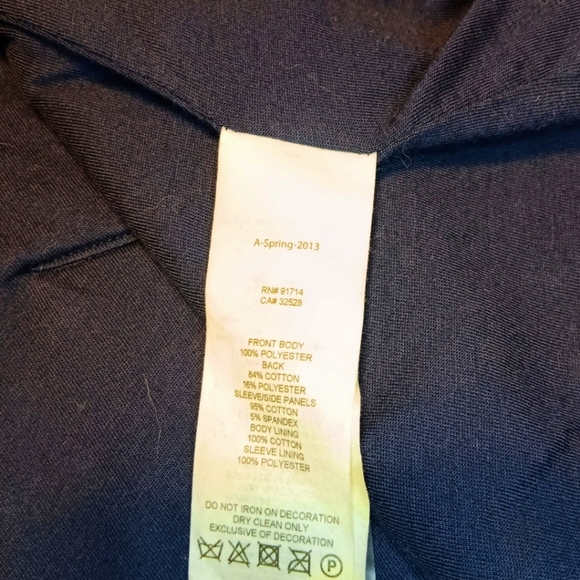 A-Spring-2013
RN# 91714
CA# 32528
FRONT BODY
100% POLYESTER
BACK
84% COTTON
16% POLYESTER
SLEEVE/SIDE PANELS
95% COTTON
5% SPANDEX
BODY LINING
100% COTTON
SLEEVE LINING
100% POLYESTER
DO NOT IRON ON DECORATION
DRY CLEAN ONLY
EXCLUSIVE OF DECORATION
P